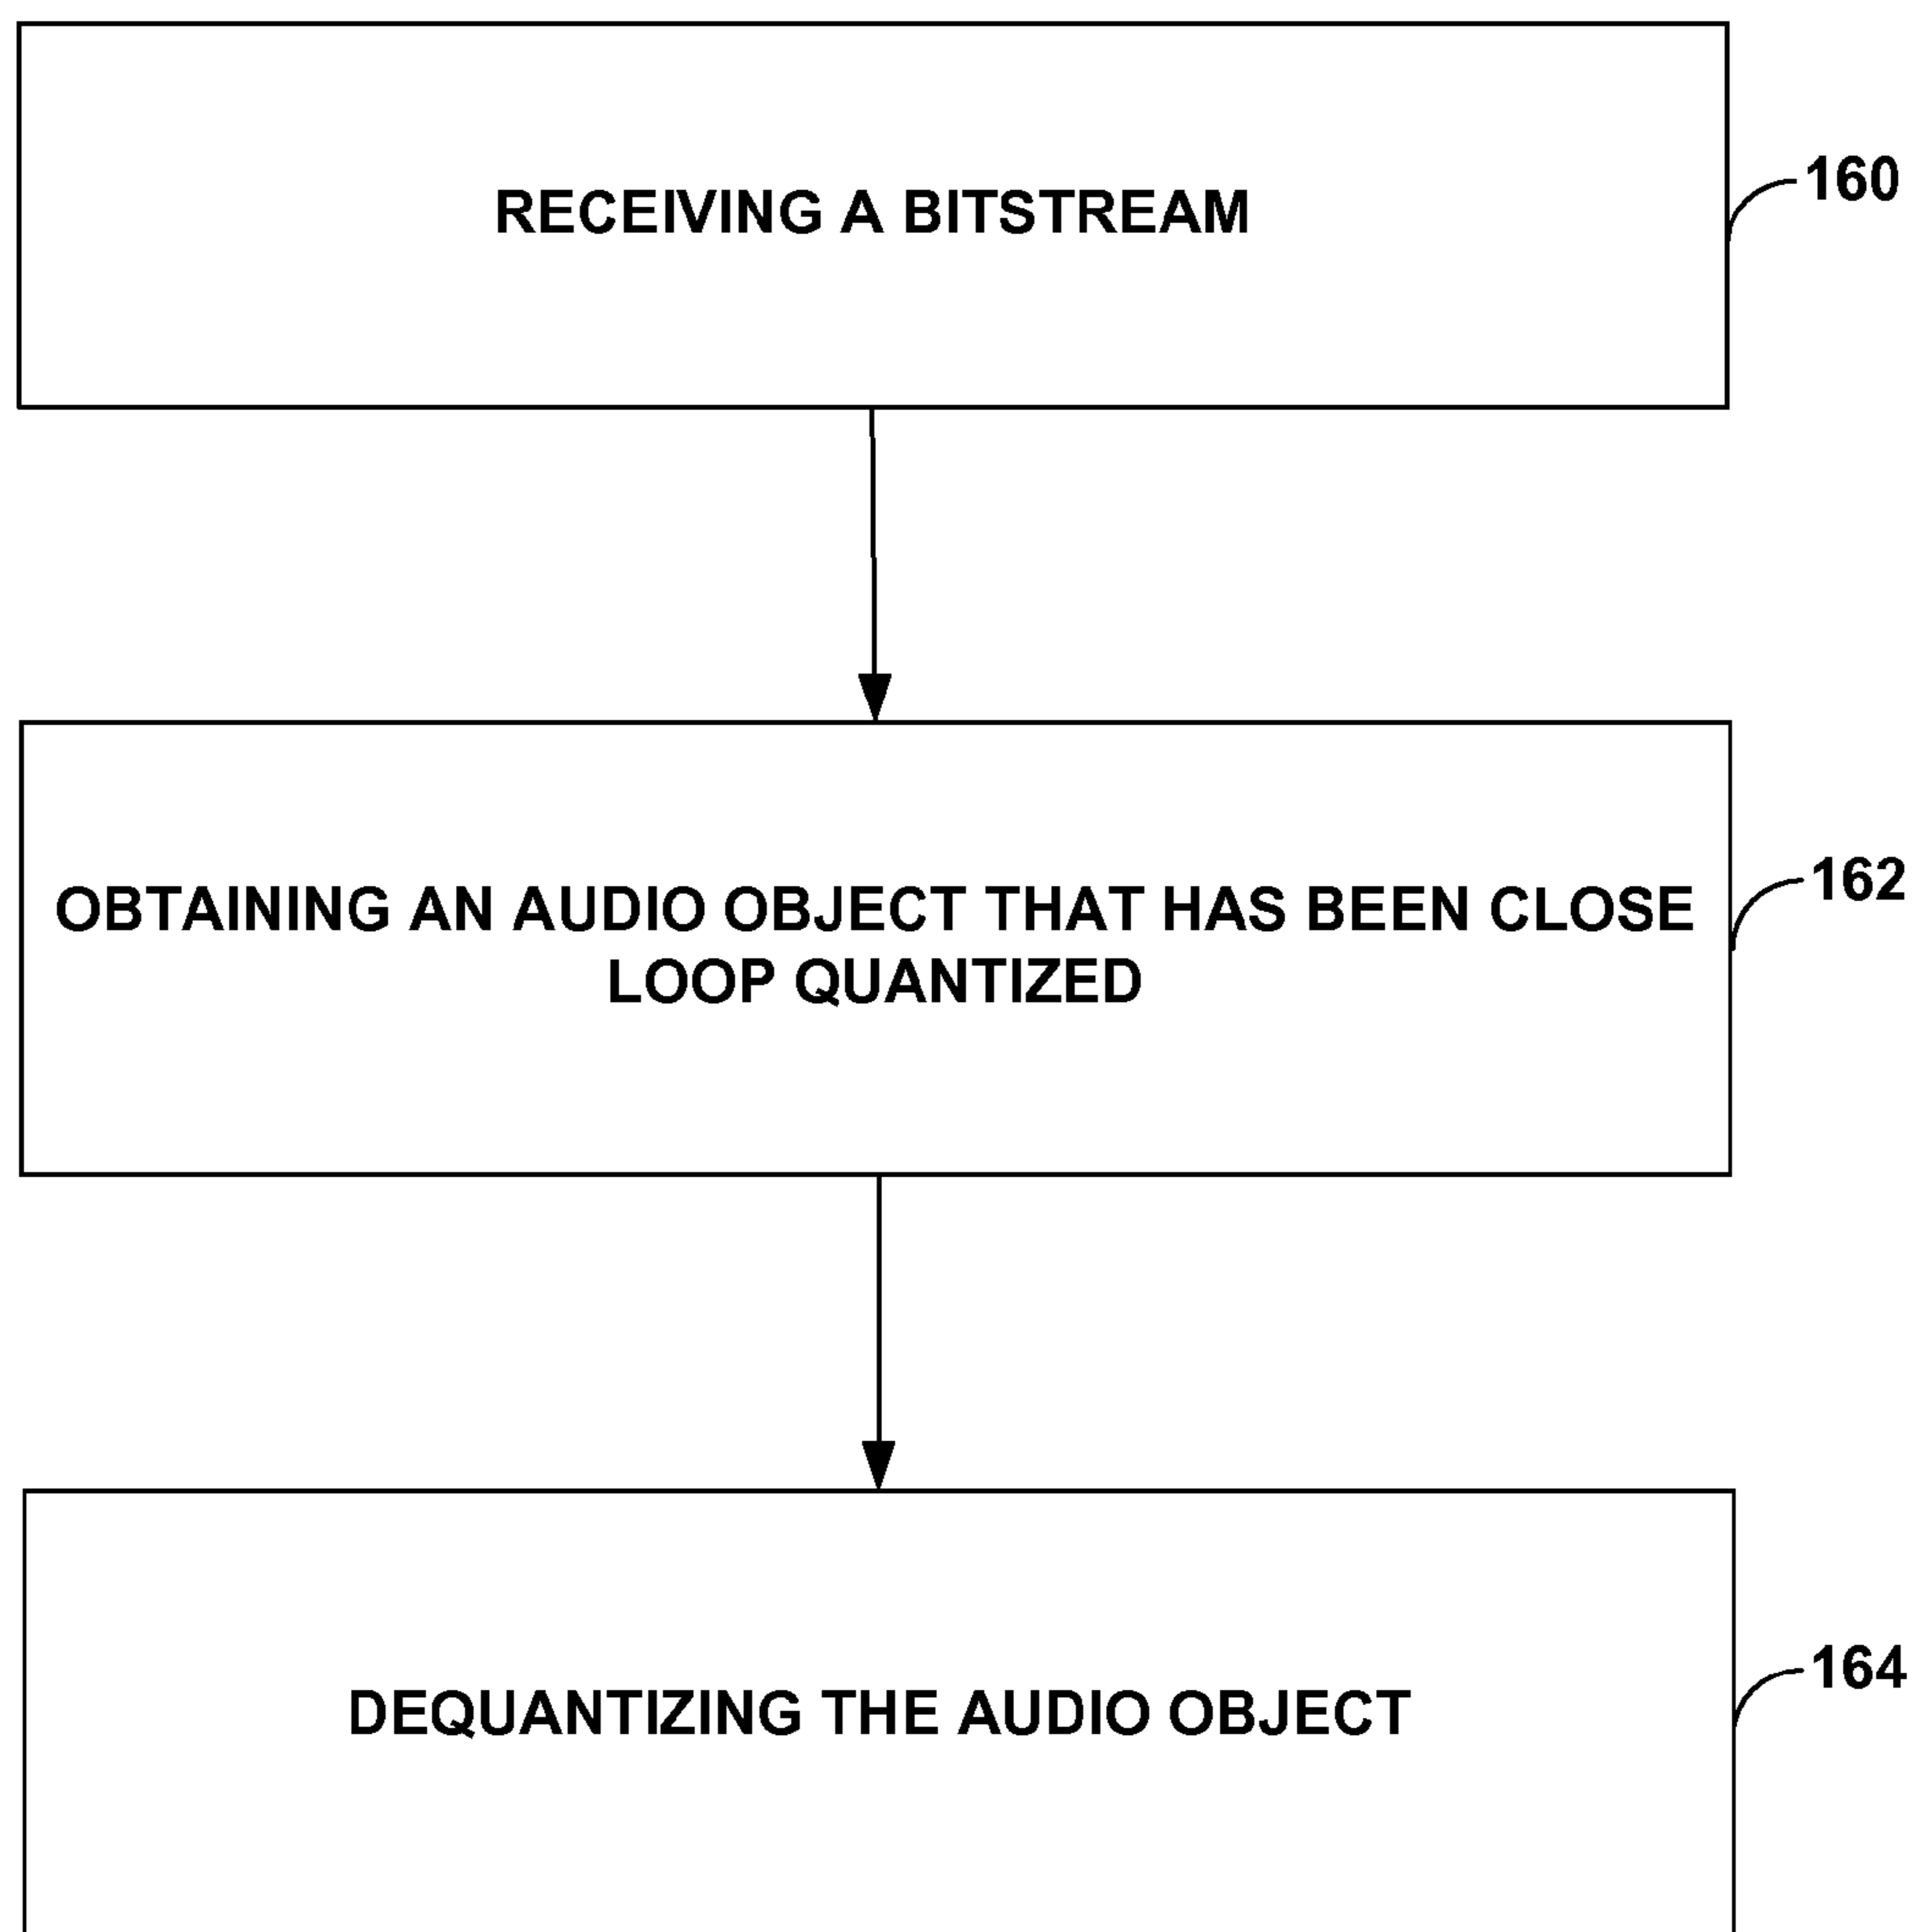 RECEIVING A BITSTREAM
160
OBTAINING AN AUDIO OBJECT THAT HAS BEEN CLOSE
LOOP QUANTIZED
162
DEQUANTIZING THE AUDIO OBJECT
164